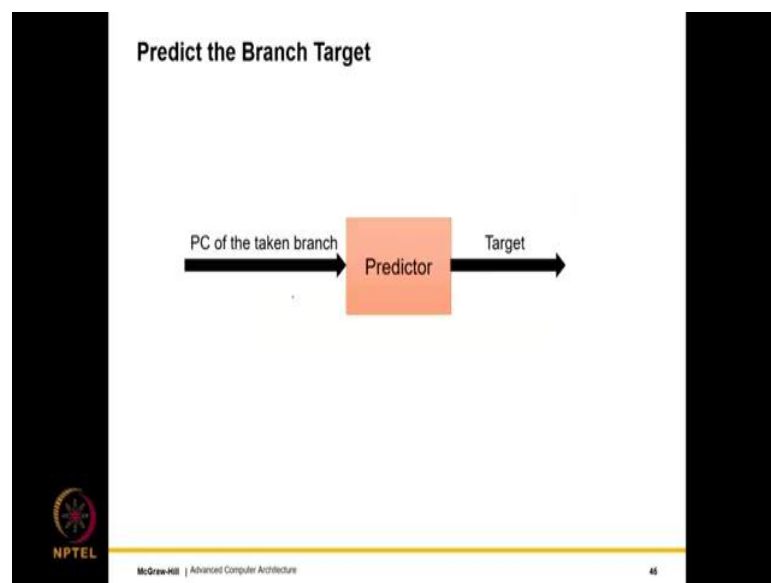 Predict the Branch Target
PC of the taken branch
Predictor
Target
NPTEL
McGraw-Hill | Advanced Computer Architecture
46